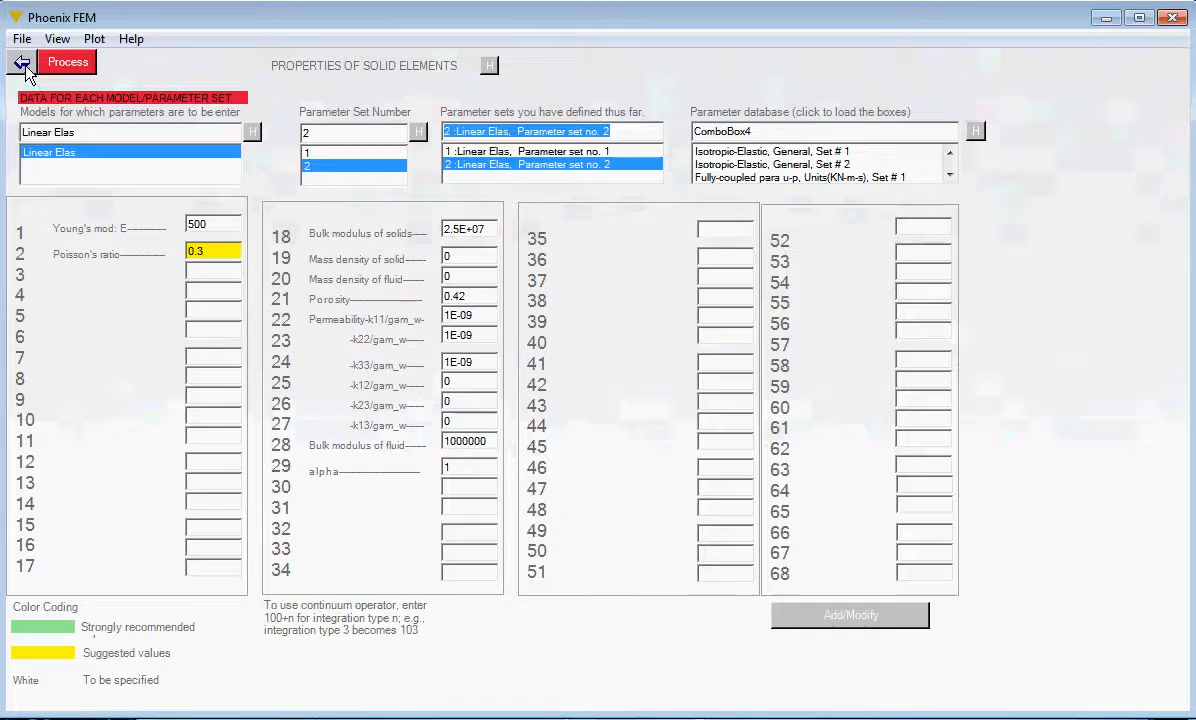 Phoenix FEM
File View Plot Help
Process
PROPERTIES OF SOLID ELEMENTS H
DATA FOR EACH MODEL/PARAMETER SET
Models for which parameters are to be enter
Linear Elas H
Linear Elas
Parameter Set Number
2 H
1
2
Parameter sets you have defined thus far.
2 :Linear Elas, Parameter set no. 2
1 :Linear Elas, Parameter set no. 1
2 :Linear Elas, Parameter set no. 2
Parameter database (click to load the boxes)
ComboBox4 H
Isotropic-Elastic, General, Set # 1
Isotropic-Elastic, General, Set # 2
Fully-coupled para u-p, Units(KN-m-s), Set # 1
1 Young's mod: E------- 500
2 Poisson's ratio--------- 0.3
3
4
5
6
7
8
9
10
11
12
13
14
15
16
17
18 Bulk modulus of solids--- 2.5E+07
19 Mass density of solid---- 0
20 Mass density of fluid---- 0
21 Porosity----------------- 0.42
22 Permeability-k11/gam_w- 1E-09
23 -k22/gam_w---- 1E-09
24 -k33/gam_w---- 1E-09
25 -k12/gam_w---- 0
26 -k23/gam_w---- 0
27 -k13/gam_w---- 0
28 Bulk modulus of fluid---- 1000000
29 alpha------------------- 1
30
31
32
33
34
35
36
37
38
39
40
41
42
43
44
45
46
47
48
49
50
51
52
53
54
55
56
57
58
59
60
61
62
63
64
65
66
67
68
Color Coding
Strongly recommended
Suggested values
White To be specified
To use continuum operator, enter
100+n for integration type n; e.g.,
integration type 3 becomes 103
Add/Modify